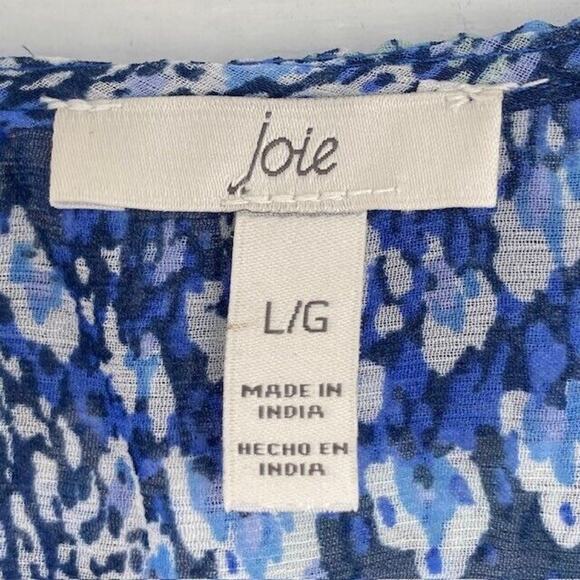 joie
L/G
MADE IN
INDIA
HECHO EN
INDIA